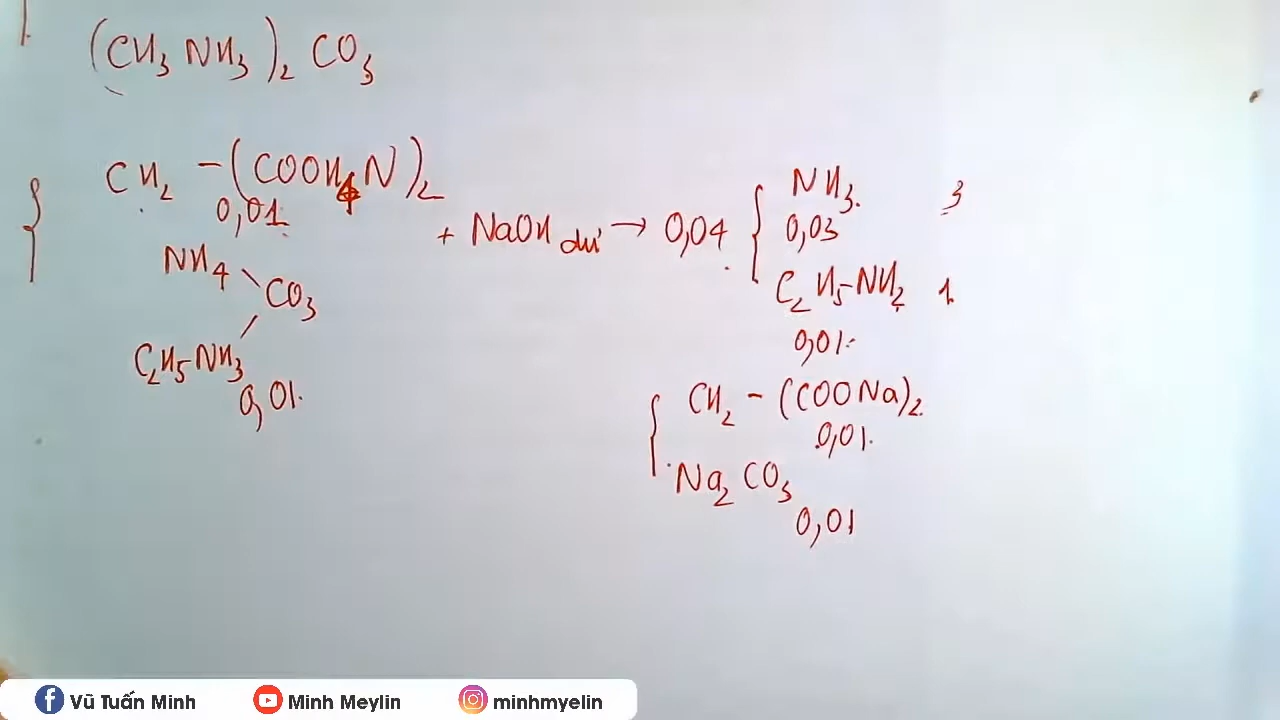 1.
(CH₃NH₃)₂CO₃
CH₂ – (COOH₄N)₂
0,01
NH₄
CO₃
C₂H₅NH₃
0,01.
+ NaOH dư → 0,04
NH₃. 3
0,03
C₂H₅–NH₂ 1.
0,01.
CH₂ – (COONa)₂
0,01.
Na₂CO₃
0,01
Vũ Tuấn Minh Minh Meylin minhmyelin